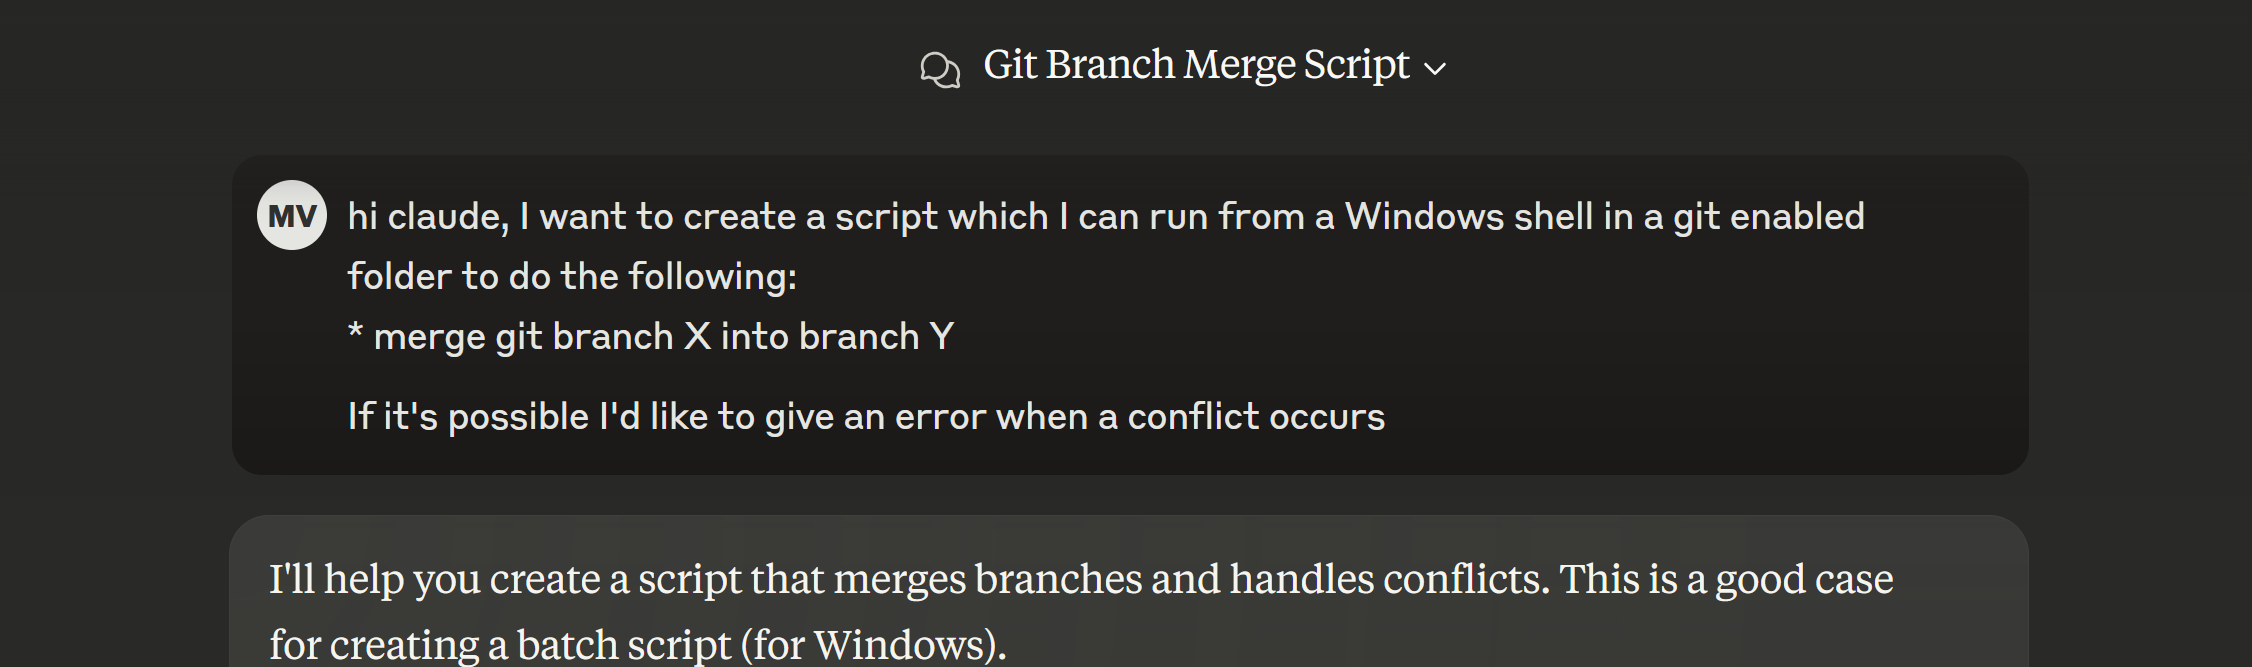 Git Branch Merge Script
MV
hi claude, I want to create a script which I can run from a Windows shell in a git enabled
folder to do the following:
* merge git branch X into branch Y
If it's possible I'd like to give an error when a conflict occurs
I'll help you create a script that merges branches and handles conflicts. This is a good case
for creating a batch script (for Windows).